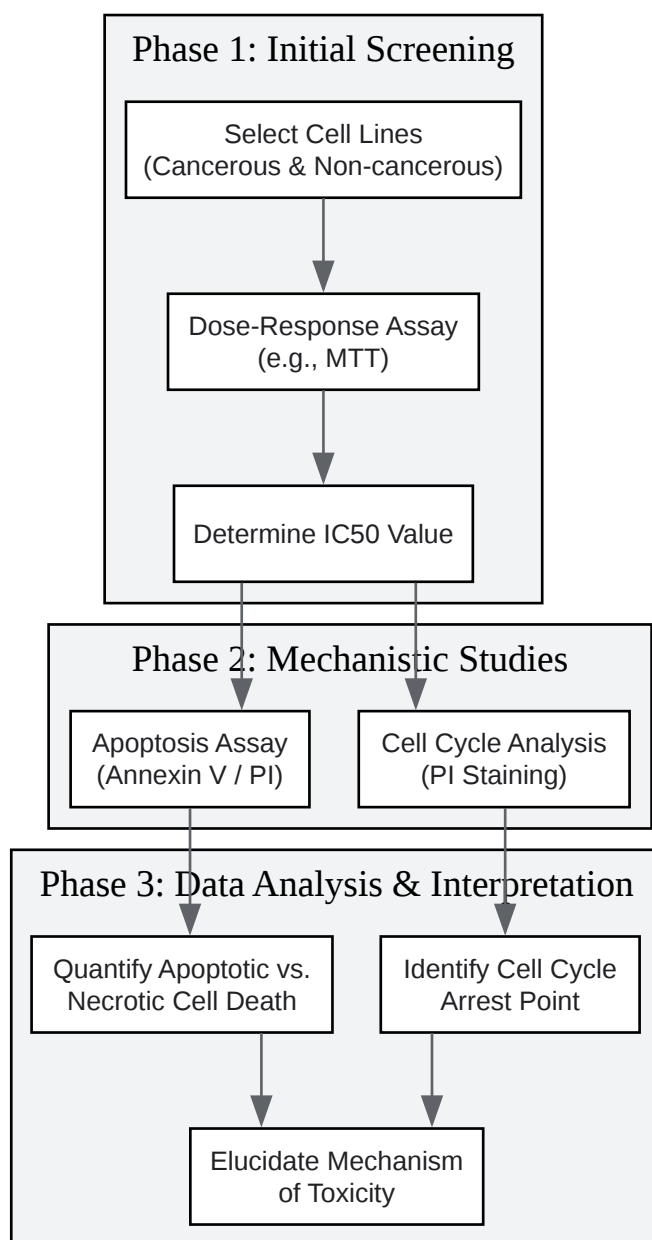 Phase 1: Initial Screening
Select Cell Lines
(Cancerous & Non-cancerous)
Dose-Response Assay
(e.g., MTT)
Determine IC50 Value
Phase 2: Mechanistic Studies
Apoptosis Assay
(Annexin V / PI)
Cell Cycle Analysis
(PI Staining)
Phase 3: Data Analysis & Interpretation
Quantify Apoptotic vs.
Necrotic Cell Death
Identify Cell Cycle
Arrest Point
Elucidate Mechanism
of Toxicity